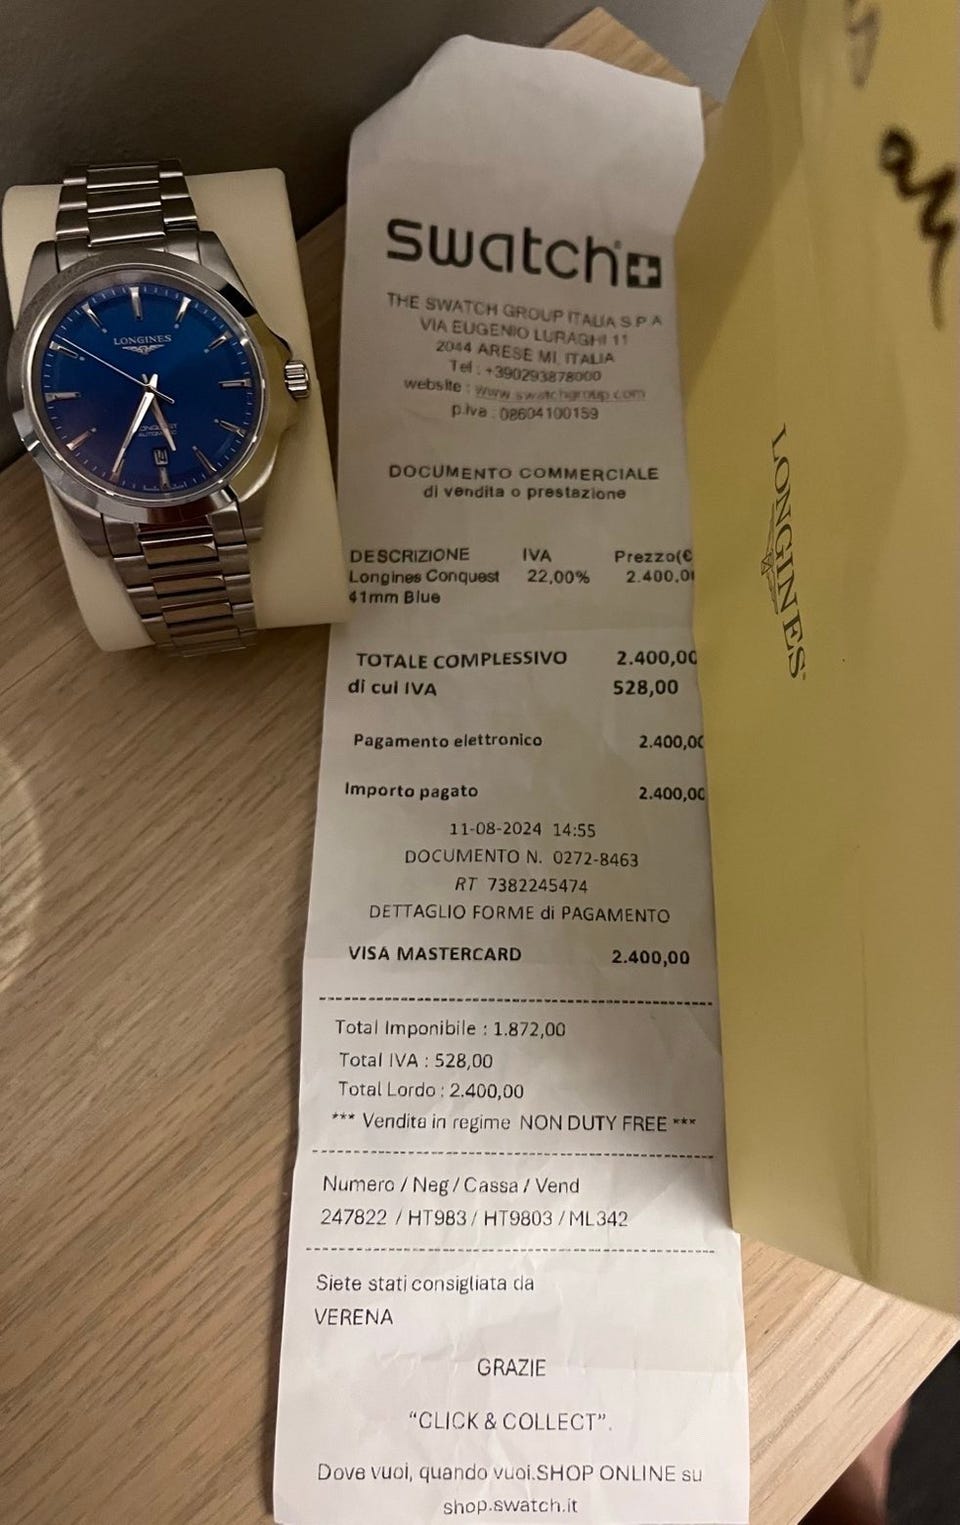 LONGINES
AUTOMATIC
swatch
THE SWATCH GROUP ITALIA S P A
VIA EUGENIO LURAGHI 11
2044 ARESE MI ITALIA
Tel : +390293878000
website : www.swatchgroup.com
p.iva : 08604100159
DOCUMENTO COMMERCIALE
di vendita o prestazione
DESCRIZIONE IVA Prezzo(€
Longines Conquest 22,00% 2.400,0
41mm Blue
TOTALE COMPLESSIVO 2.400,00
di cui IVA 528,00
Pagamento elettronico 2.400,00
Importo pagato 2.400,00
11-08-2024 14:55
DOCUMENTO N. 0272-8463
RT 7382245474
DETTAGLIO FORME di PAGAMENTO
VISA MASTERCARD 2.400,00
Total Imponibile : 1.872,00
Total IVA : 528,00
Total Lordo : 2.400,00
*** Vendita in regime NON DUTY FREE ***
Numero / Neg / Cassa / Vend
247822 / HT983 / HT9803 / ML342
Siete stati consigliata da
VERENA
GRAZIE
“CLICK & COLLECT”.
Dove vuoi, quando vuoi.SHOP ONLINE su
shop.swatch.it
LONGINES